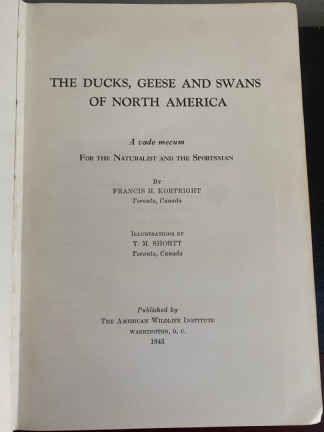 THE DUCKS, GEESE AND SWANS
OF NORTH AMERICA
A vade mecum
FOR THE NATURALIST AND THE SPORTSMAN
BY
FRANCIS H. KORTRIGHT
Toronto, Canada
ILLUSTRATIONS BY
T. M. SHORTT
Toronto, Canada
Published by
THE AMERICAN WILDLIFE INSTITUTE
WASHINGTON, D. C.
1943